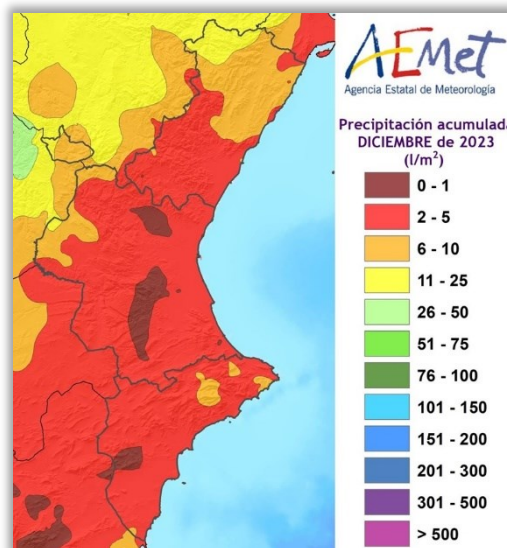 AEMet
Agencia Estatal de Meteorología
Precipitación acumulada
DICIEMBRE de 2023
(l/m²)
0 - 1
2 - 5
6 - 10
11 - 25
26 - 50
51 - 75
76 - 100
101 - 150
151 - 200
201 - 300
301 - 500
> 500